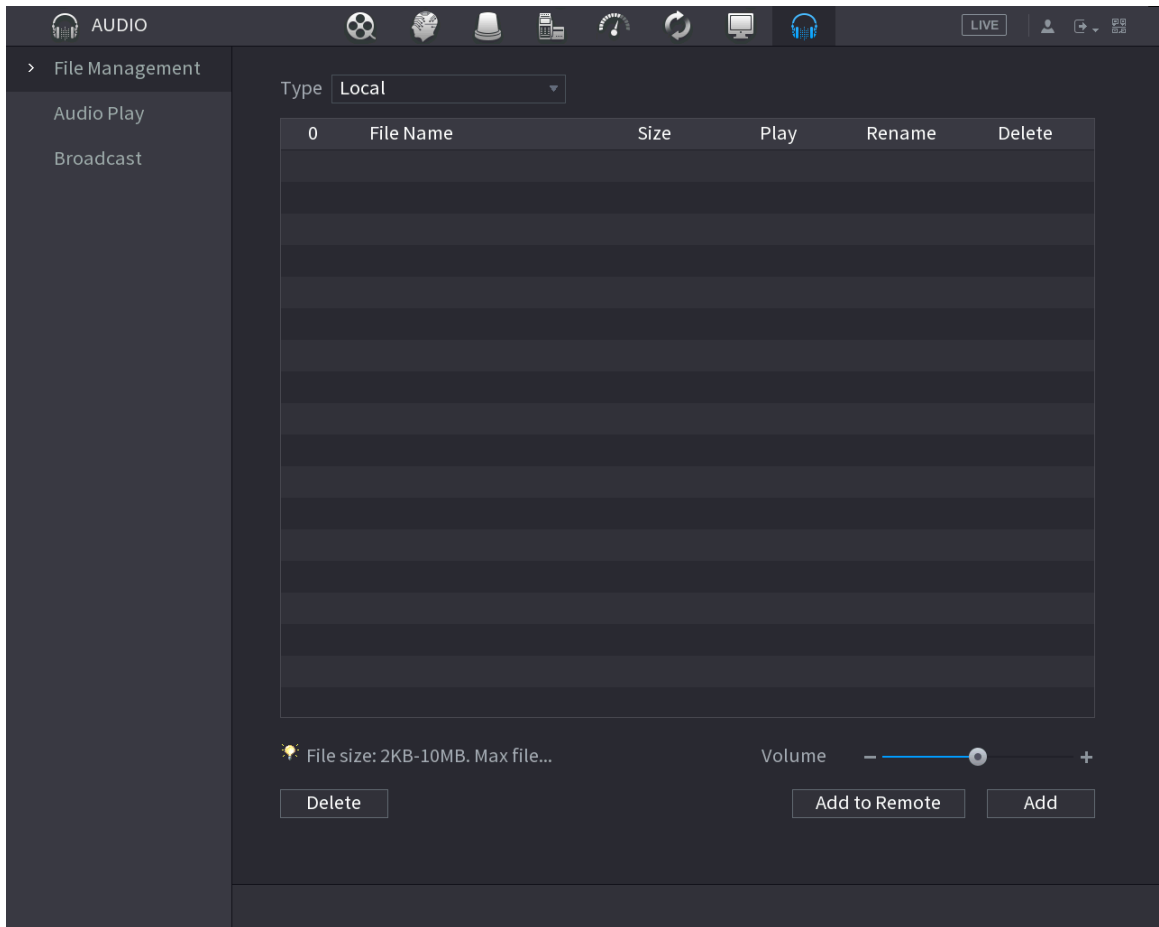 AUDIO
LIVE
File Management
Audio Play
Broadcast
Type Local
0 File Name Size Play Rename Delete
File size: 2KB-10MB. Max file...
Volume
Delete
Add to Remote
Add